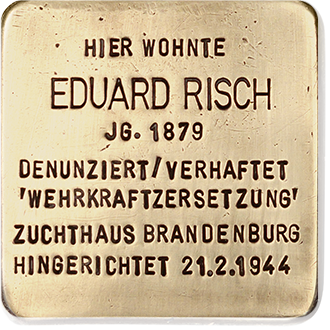 HIER WOHNTE
EDUARD RISCH
JG. 1879
DENUNZIERT/VERHAFTET
'WEHRKRAFTZERSETZUNG'
ZUCHTHAUS BRANDENBURG
HINGERICHTET 21.2.1944